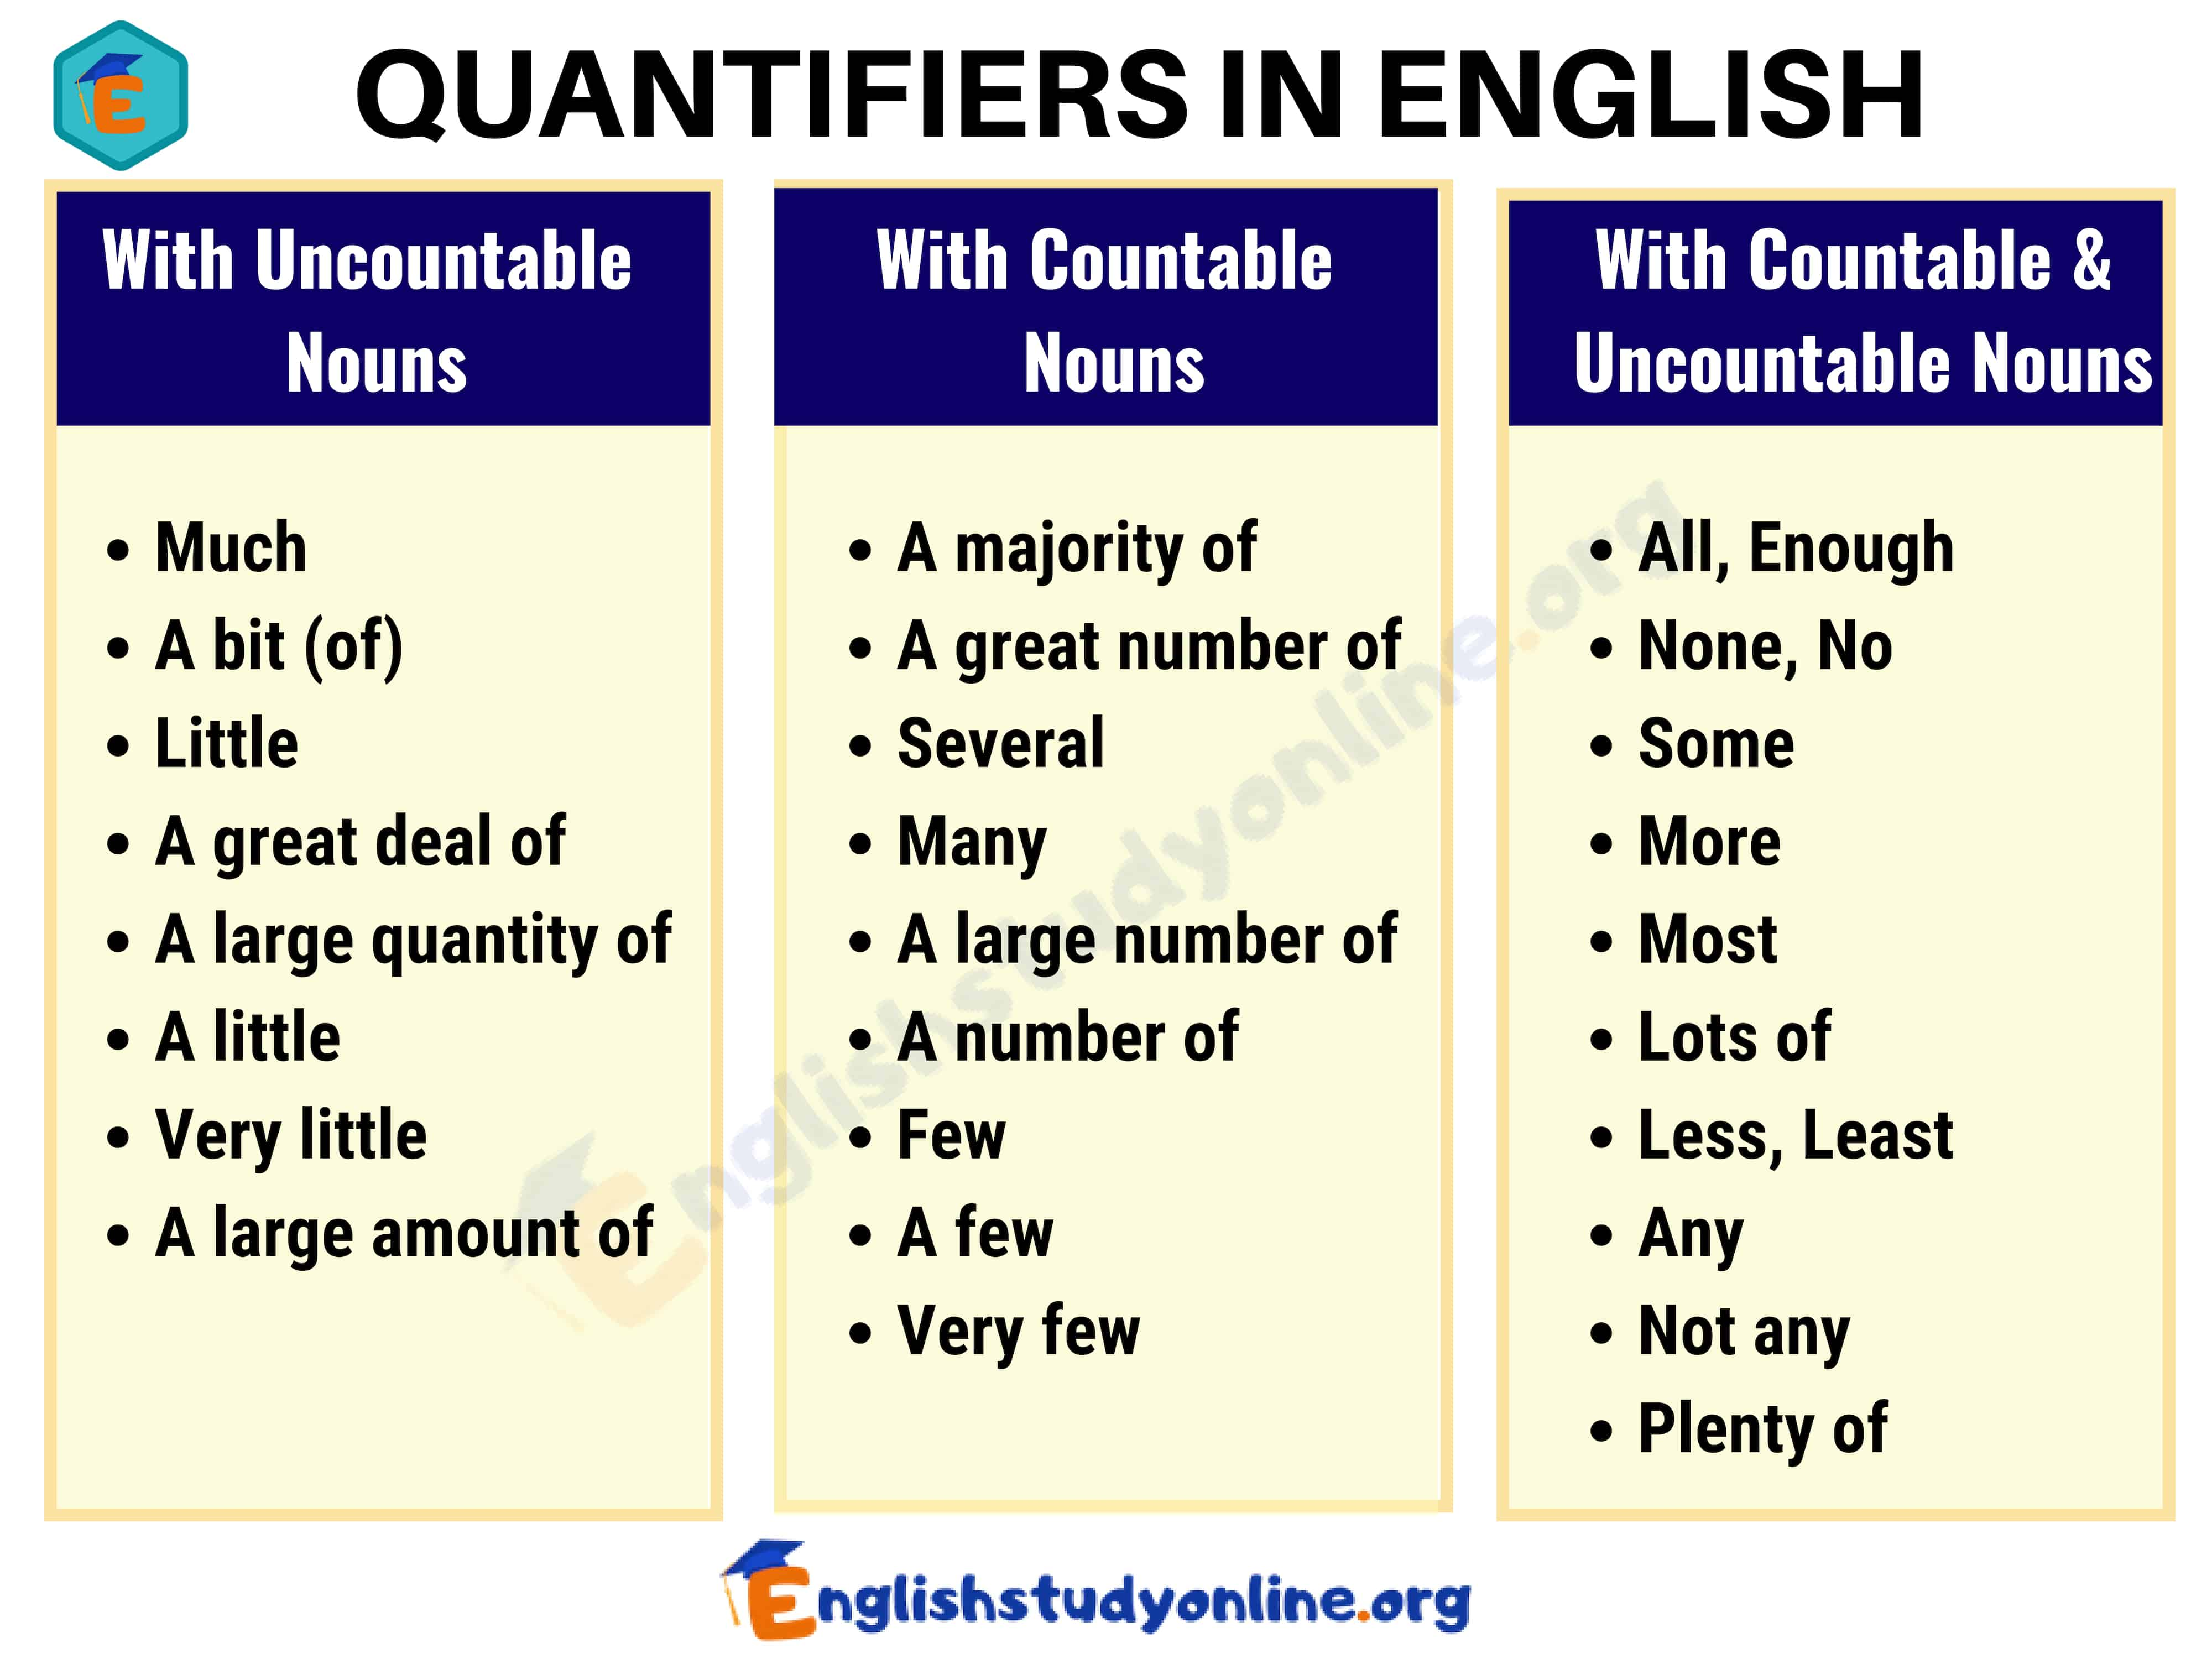 E
QUANTIFIERS IN ENGLISH
With Uncountable
Nouns
• Much
• A bit (of)
• Little
• A great deal of
• A large quantity of
• A little
• Very little
• A large amount of
With Countable
Nouns
• A majority of
• A great number of
• Several
• Many
• A large number of
• A number of
• Few
• A few
• Very few
With Countable &
Uncountable Nouns
• All, Enough
• None, No
• Some
• More
• Most
• Lots of
• Less, Least
• Any
• Not any
• Plenty of
Englishstudyonline.org
Englishstudyonline.org